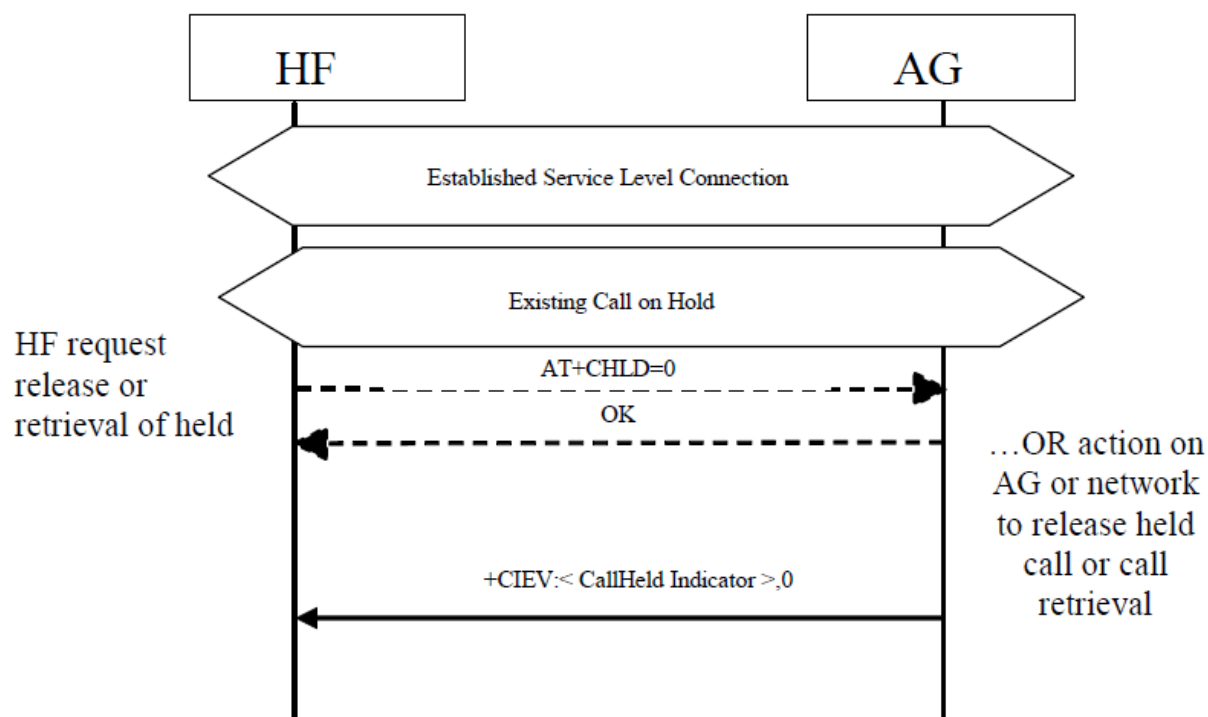 HF
AG
Established Service Level Connection
Existing Call on Hold
HF request
release or
retrieval of held
AT+CHLD=0
OK
…OR action on
AG or network
to release held
call or call
retrieval
+CIEV:< CallHeld Indicator >,0